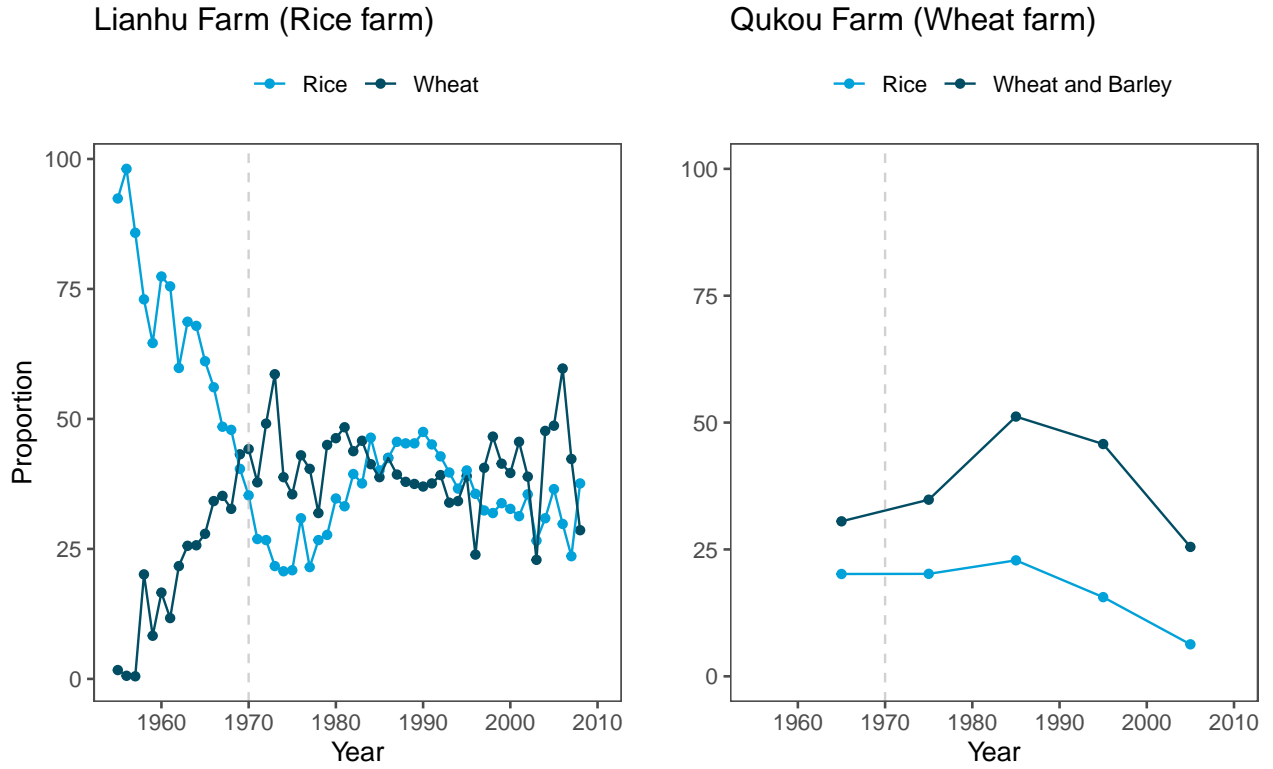 Lianhu Farm (Rice farm)
Rice Wheat
Proportion
100
75
50
25
0
1960 1970 1980 1990 2000 2010
Year
Qukou Farm (Wheat farm)
Rice Wheat and Barley
100
75
50
25
0
1960 1970 1980 1990 2000 2010
Year